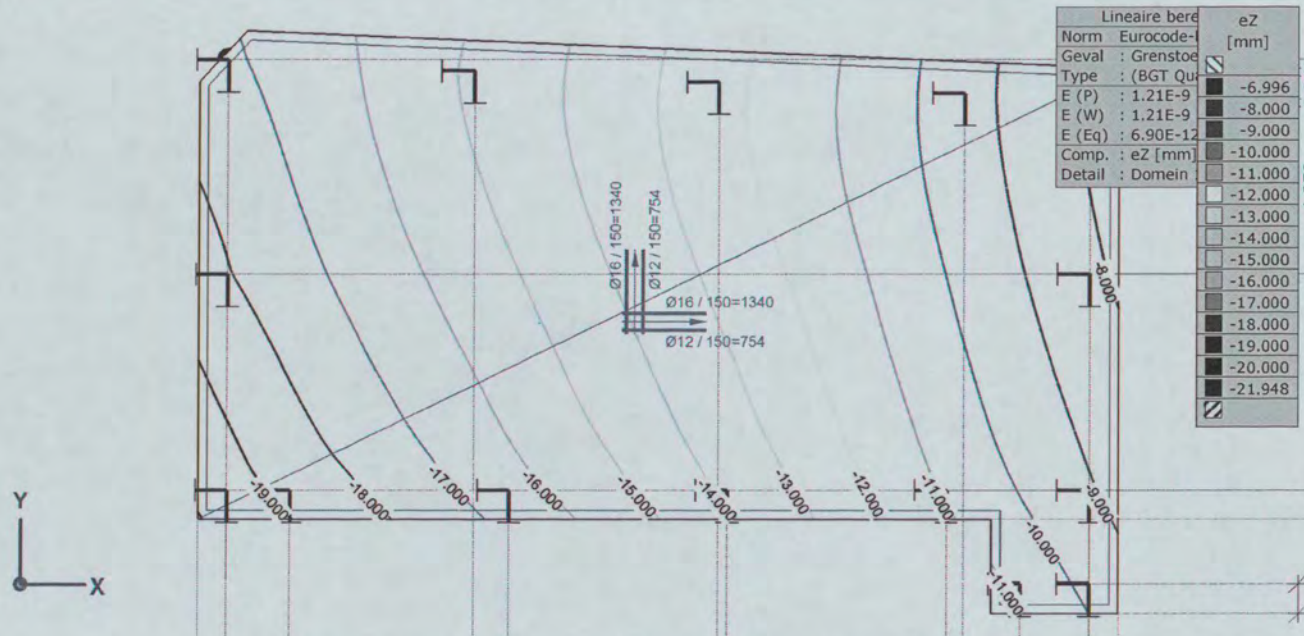 Lineaire bere
Norm Eurocode-
Geval : Grenstoe
Type : (BGT Qua
E (P) : 1.21E-9
E (W) : 1.21E-9
E (Eq) : 6.90E-12
Comp. : eZ [mm]
Detail : Domein
eZ
[mm]
-6.996
-8.000
-9.000
-10.000
-11.000
-12.000
-13.000
-14.000
-15.000
-16.000
-17.000
-18.000
-19.000
-20.000
-21.948
Ø16 / 150=1340
Ø12 / 150=754
Ø16 / 150=1340
Ø12 / 150=754
-8.000
-19.000
-18.000
-17.000
-16.000
-15.000
-14.000
-13.000
-12.000
-11.000
-9.000
-10.000
-11.000
Y
X